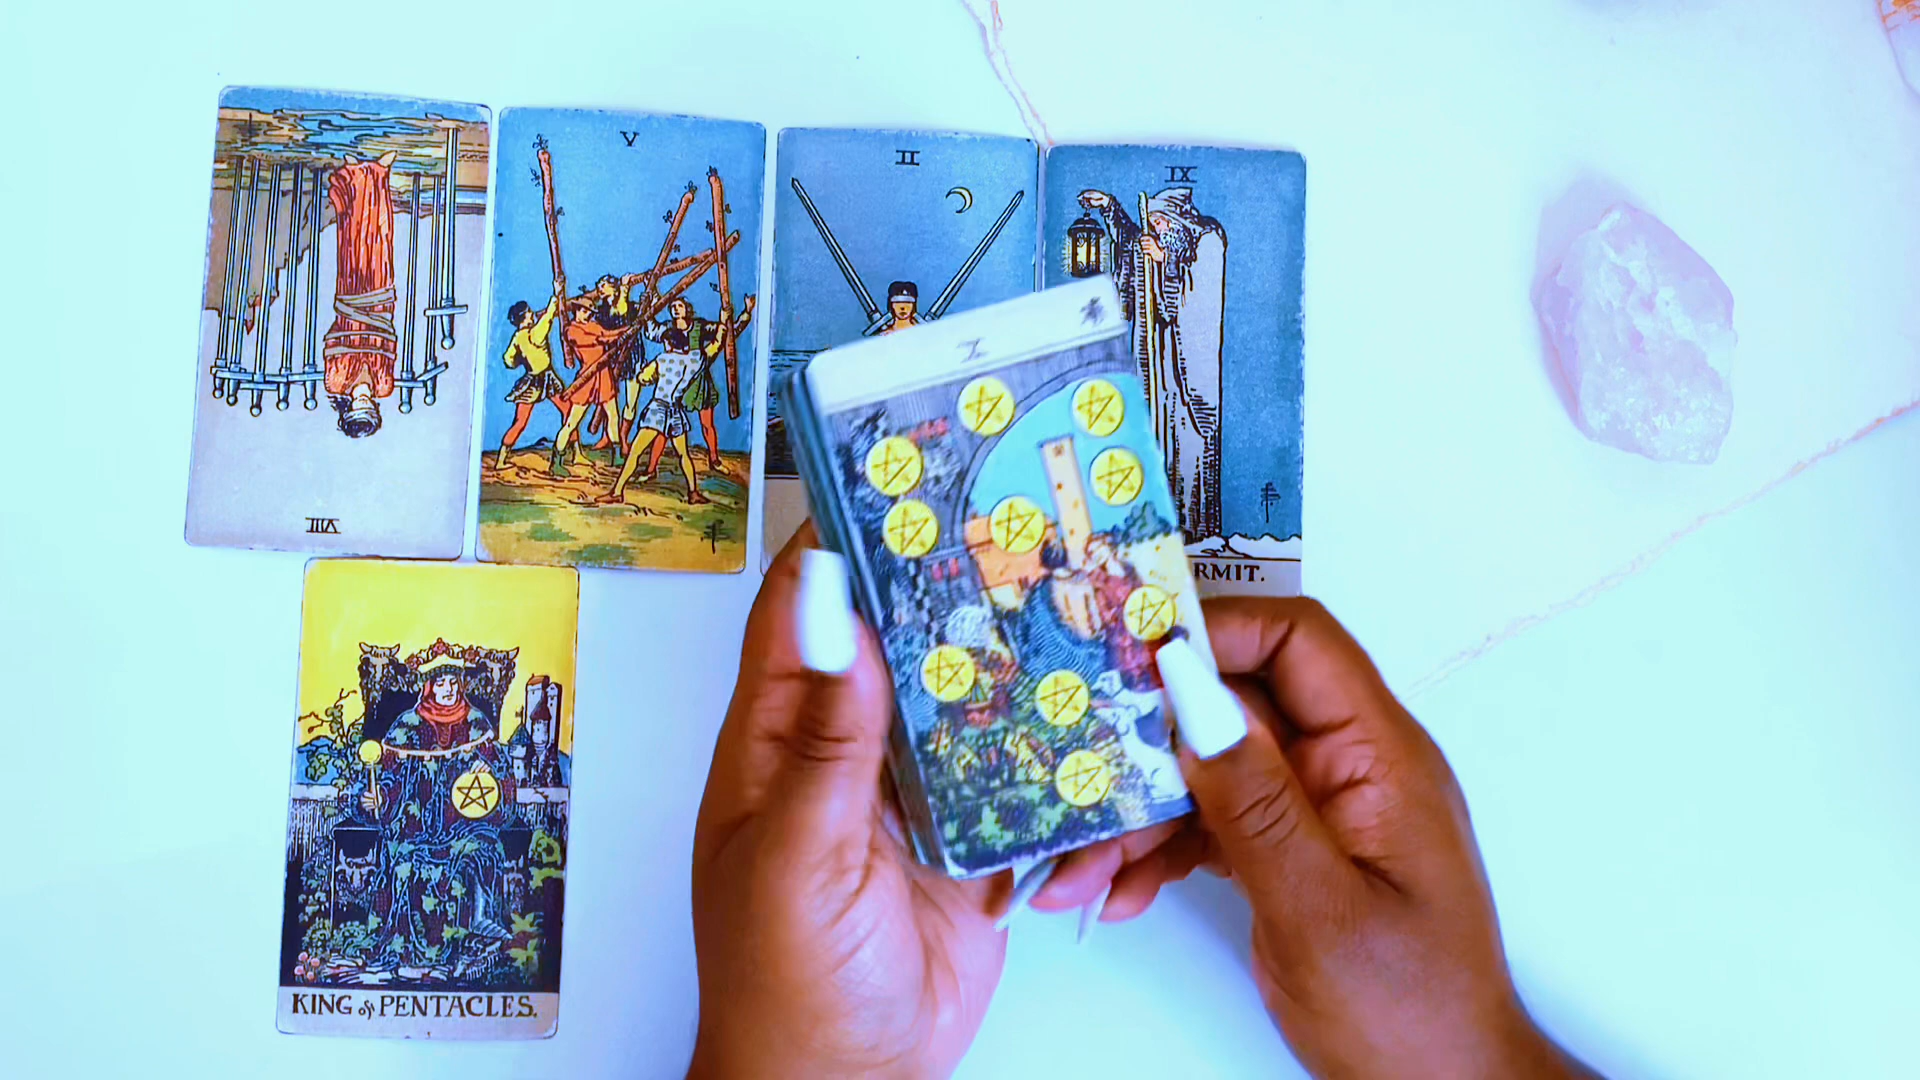 VIII
V
II
IX
X
RMIT.
KING of PENTACLES.